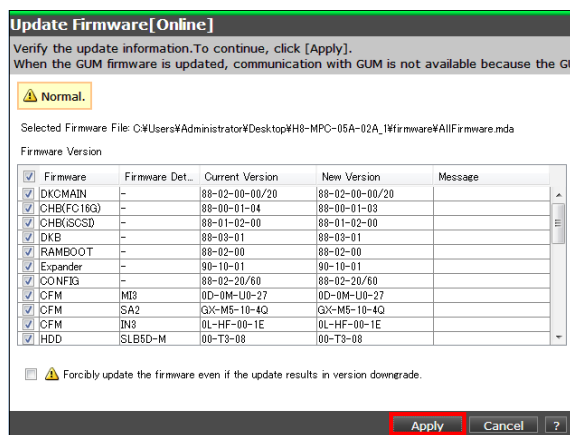 Update Firmware[Online]
Verify the update information.To continue, click [Apply].
When the GUM firmware is updated, communication with GUM is not available because the G
Normal.
Selected Firmware File: C:¥Users¥Administrator¥Desktop¥H8-MPC-05A-02A_1¥firmware¥AllFirmware.mda
Firmware Version
Firmware Firmware Det... Current Version New Version Message
DKCMAIN - 88-02-00-00/20 88-02-00-00/20
CHB(FC16G) - 88-00-01-04 88-00-01-03
CHB(iSCSI) - 88-01-02-00 88-01-02-00
DKB - 88-03-01 88-03-01
RAMBOOT - 88-02-00 88-02-00
Expander - 90-10-01 90-10-01
CONFIG - 88-02-20/60 88-02-20/60
CFM MI3 0D-0M-U0-27 0D-0M-U0-27
CFM SA2 GX-M5-10-4Q GX-M5-10-4Q
CFM IN3 0L-HF-00-1E 0L-HF-00-1E
HDD SLB5D-M 00-T3-08 00-T3-08
Forcibly update the firmware even if the update results in version downgrade.
Apply Cancel ?